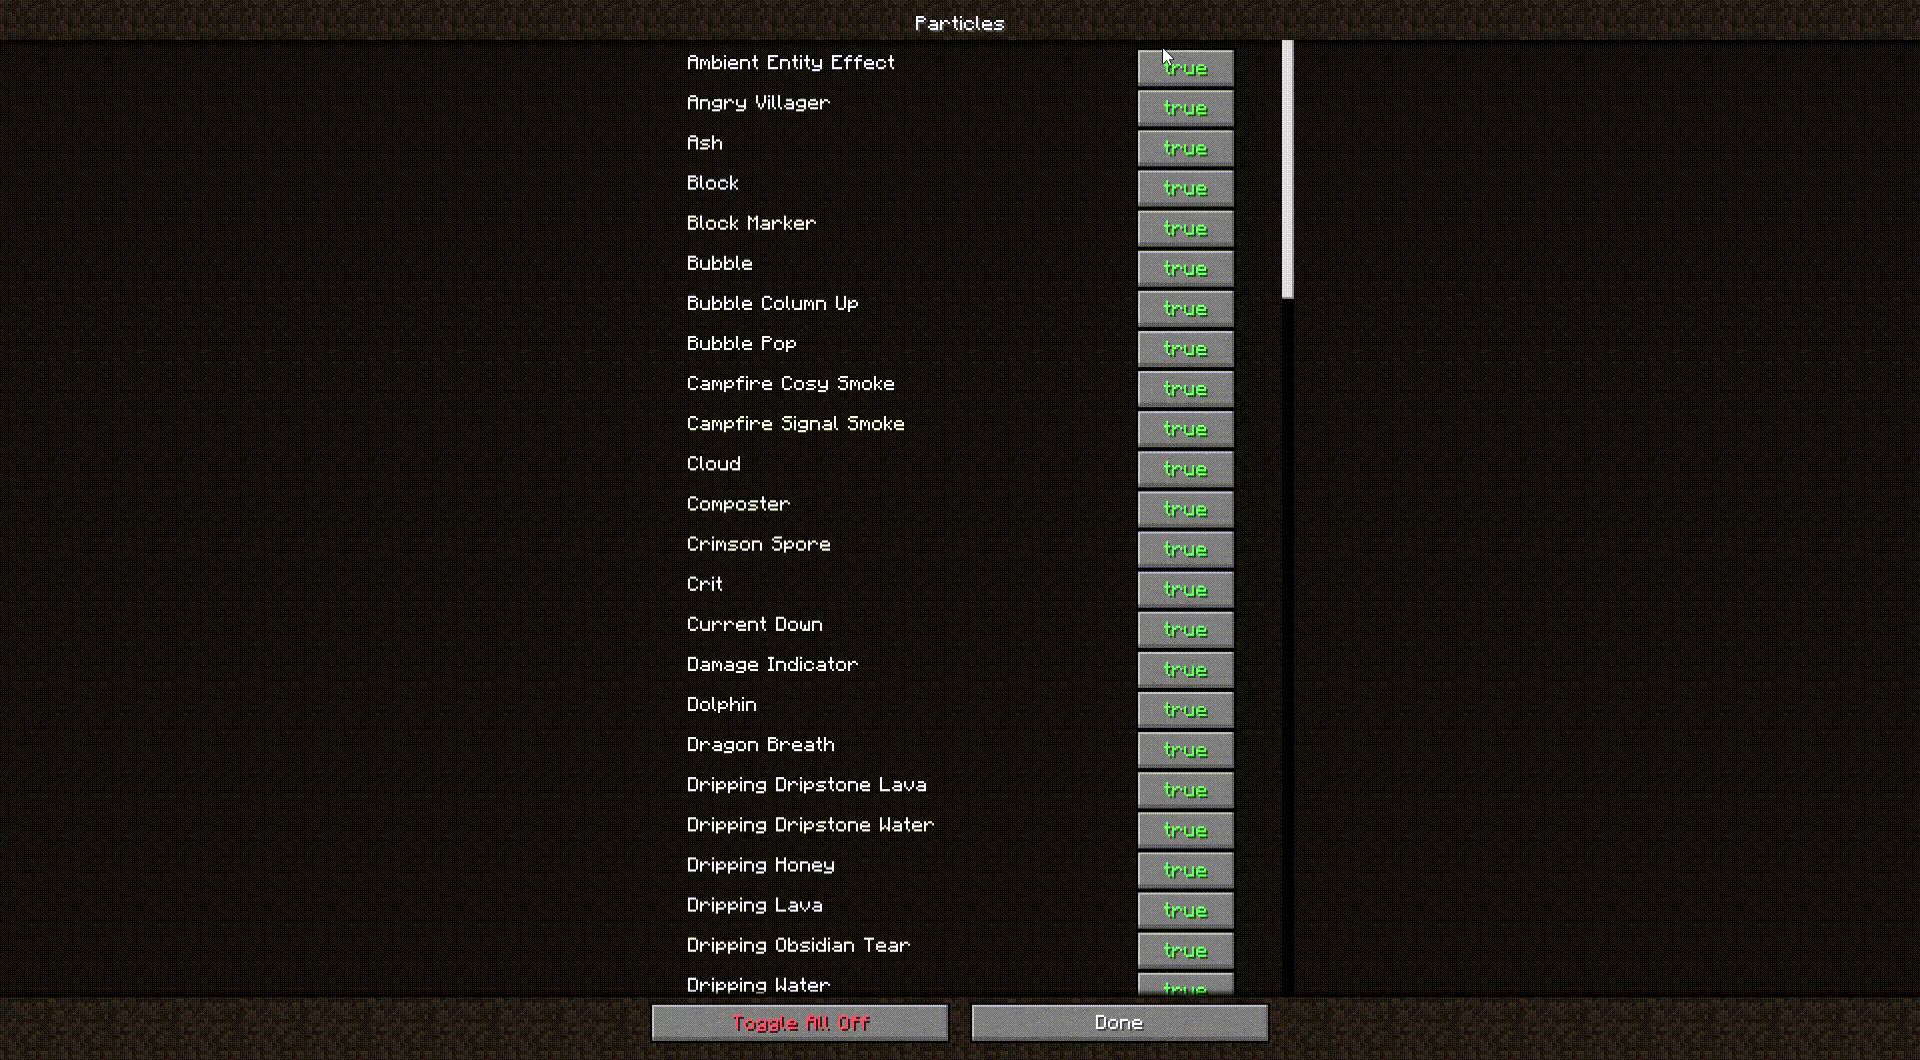 Particles
Ambient Entity Effect true
Angry Villager true
Ash true
Block true
Block Marker true
Bubble true
Bubble Column Up true
Bubble Pop true
Campfire Cosy Smoke true
Campfire Signal Smoke true
Cloud true
Composter true
Crimson Spore true
Crit true
Current Down true
Damage Indicator true
Dolphin true
Dragon Breath true
Dripping Dripstone Lava true
Dripping Dripstone Water true
Dripping Honey true
Dripping Lava true
Dripping Obsidian Tear true
Dripping Water true
Toggle All Off Done